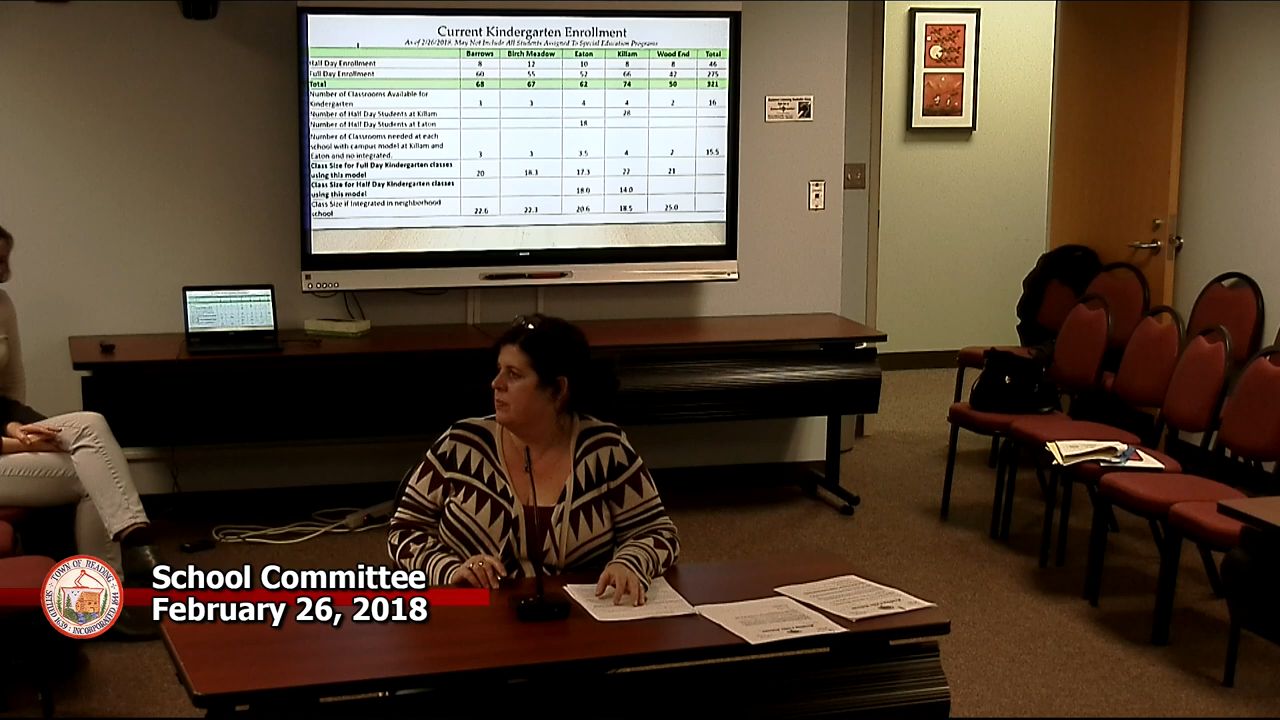 Current Kindergarten Enrollment
As of 2/26/2018. May Not Include All Students Assigned To Special Education Programs
Barrows Birch Meadow Eaton Killam Wood End Total
Half Day Enrollment 8 12 10 8 8 46
Full Day Enrollment 60 55 52 66 42 275
Total 68 67 62 74 50 321
Number of Classrooms Available for
Kindergarten 3 3 4 4 2 16
Number of Half Day Students at Killam 28
Number of Half Day Students at Eaton 18
Number of Classrooms needed at each
school with campus model at Killam and
Eaton and no integrated. 3 3 3.5 4 2 15.5
Class Size for Full Day Kindergarten classes
using this model 20 18.3 17.3 22 21
Class Size for Half Day Kindergarten classes
using this model 18.0 14.0
Class Size if Integrated in neighborhood
school 22.6 22.3 20.6 18.5 25.0
School Committee
February 26, 2018
TOWN OF READING
SETTLED 1639 INCORPORATED 1644